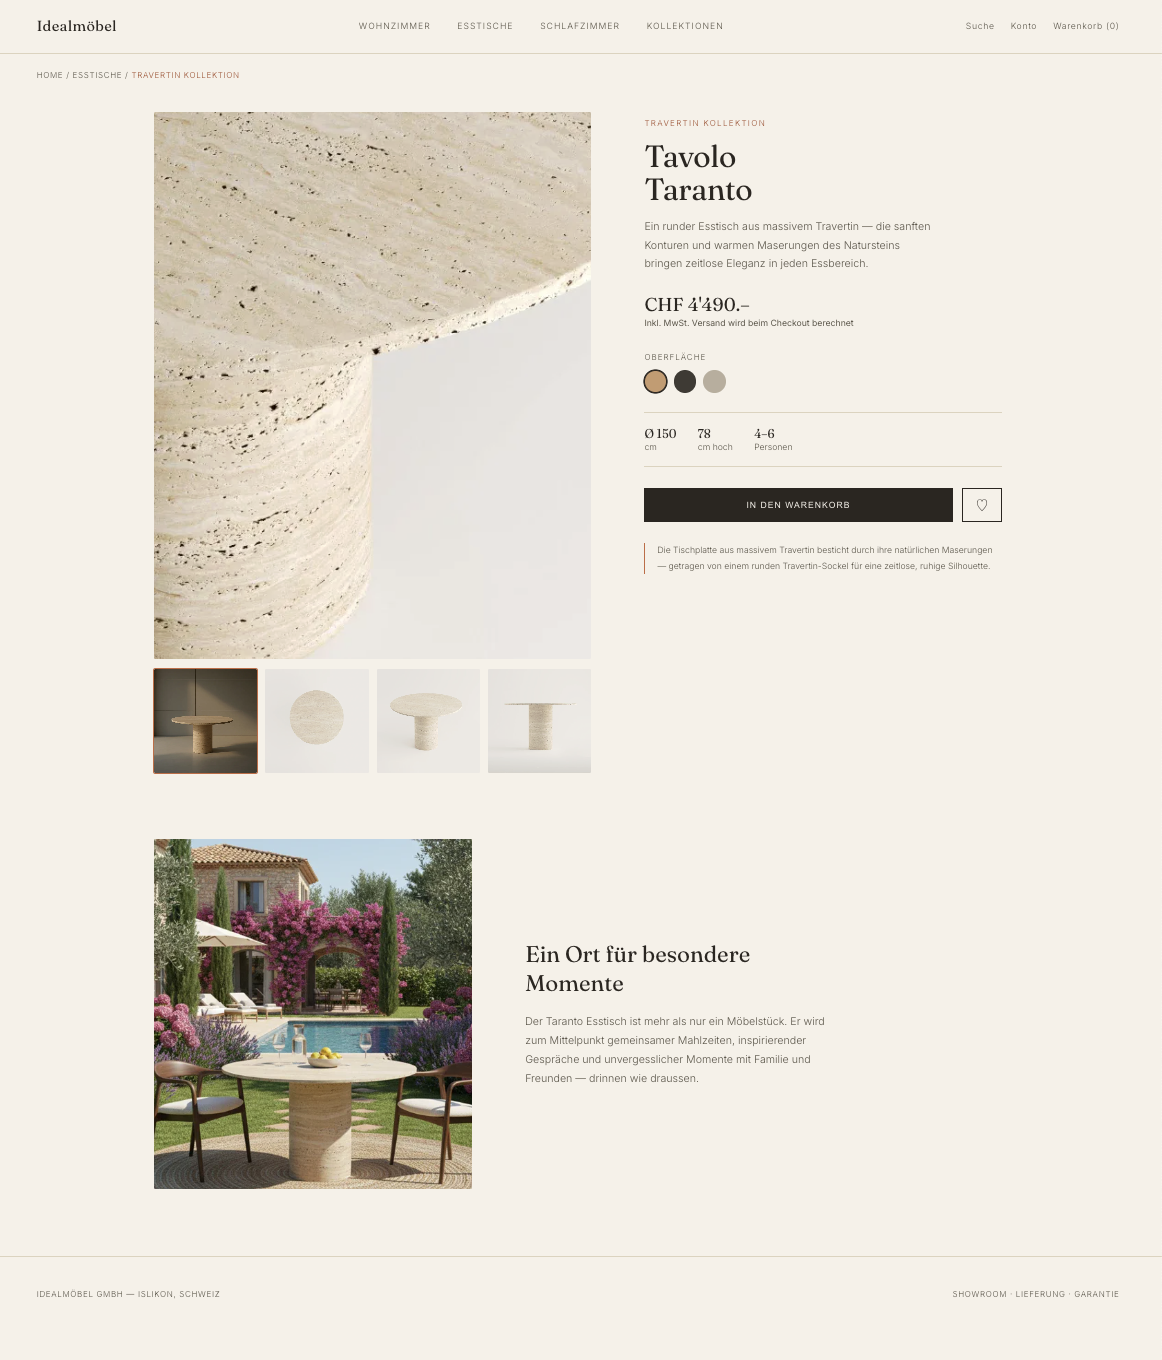 Idealmöbel
WOHNZIMMER ESSTISCHE SCHLAFZIMMER KOLLEKTIONEN
Suche Konto Warenkorb (0)
HOME / ESSTISCHE / TRAVERTIN KOLLEKTION
TRAVERTIN KOLLEKTION
Tavolo
Taranto
Ein runder Esstisch aus massivem Travertin — die sanften
Konturen und warmen Maserungen des Natursteins
bringen zeitlose Eleganz in jeden Essbereich.
CHF 4'490.–
Inkl. MwSt. Versand wird beim Checkout berechnet
OBERFLÄCHE
Ø 150 78 4–6
cm cm hoch Personen
IN DEN WARENKORB
Die Tischplatte aus massivem Travertin besticht durch ihre natürlichen Maserungen
— getragen von einem runden Travertin-Sockel für eine zeitlose, ruhige Silhouette.
Ein Ort für besondere
Momente
Der Taranto Esstisch ist mehr als nur ein Möbelstück. Er wird
zum Mittelpunkt gemeinsamer Mahlzeiten, inspirierender
Gespräche und unvergesslicher Momente mit Familie und
Freunden — drinnen wie draussen.
IDEALMÖBEL GMBH — ISLIKON, SCHWEIZ
SHOWROOM · LIEFERUNG · GARANTIE